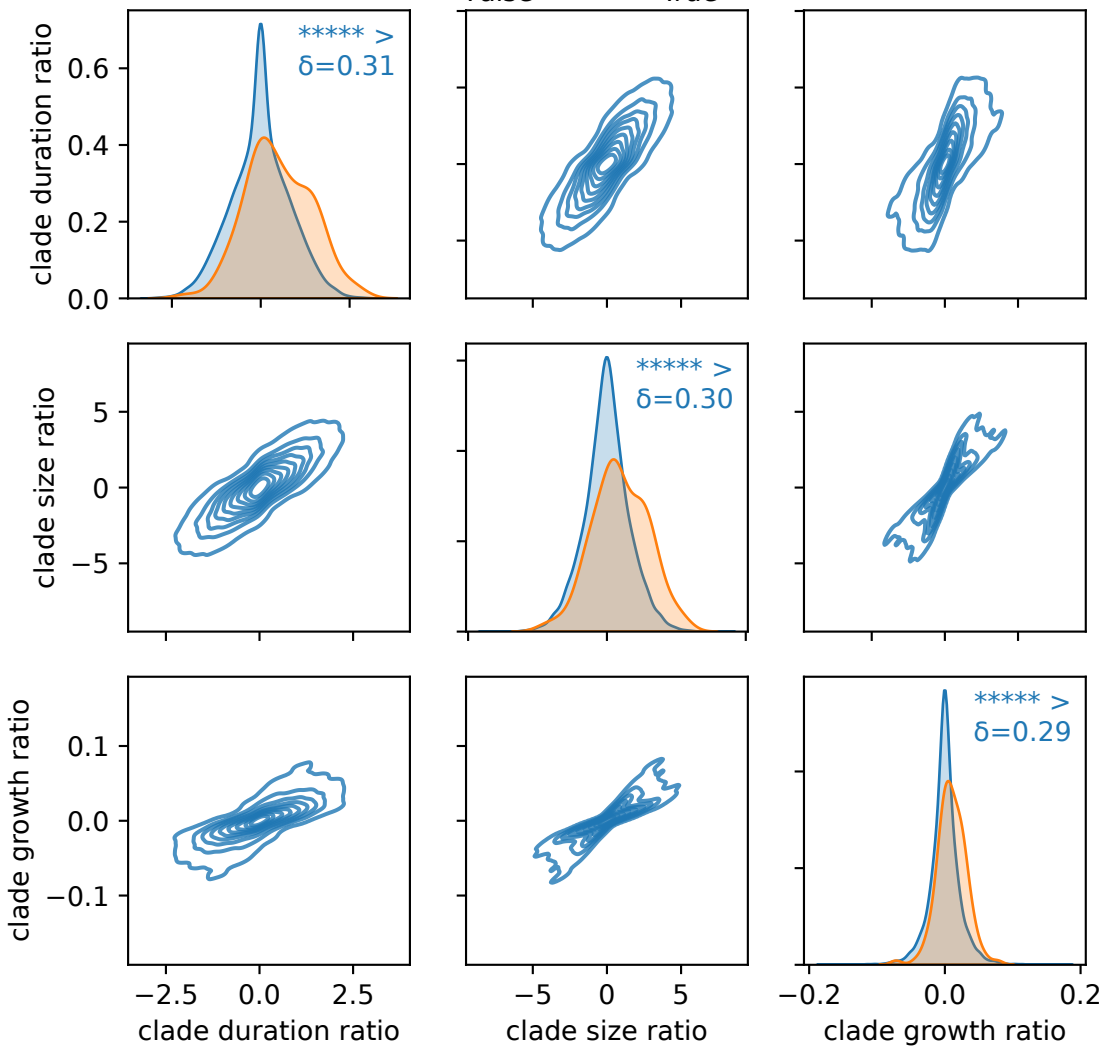 ***** >
δ=0.31
clade duration ratio
0.6
0.4
0.2
0.0
***** >
δ=0.30
clade size ratio
5
0
−5
***** >
δ=0.29
clade growth ratio
0.1
0.0
−0.1
−2.5 0.0 2.5
−5 0 5
−0.2 0.0 0.2
clade duration ratio
clade size ratio
clade growth ratio